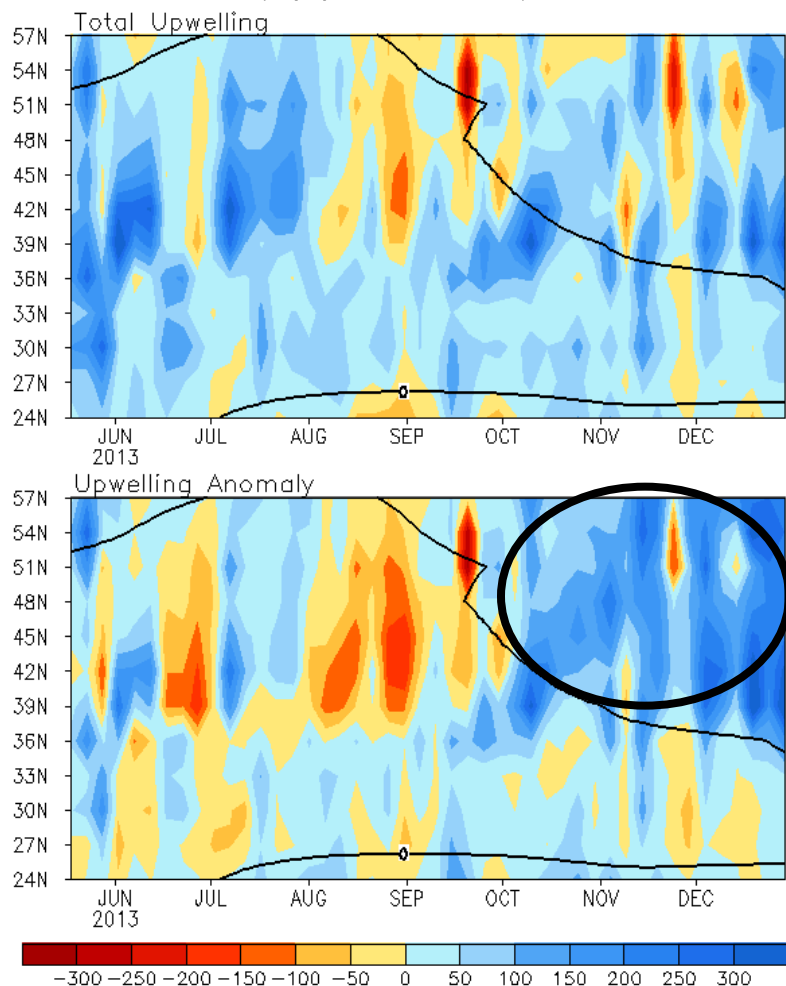 Total Upwelling
57N
54N
51N
48N
45N
42N
39N
36N
33N
30N
27N
24N
0
JUN JUL AUG SEP OCT NOV DEC
2013
Upwelling Anomaly
57N
54N
51N
48N
45N
42N
39N
36N
33N
30N
27N
24N
0
JUN JUL AUG SEP OCT NOV DEC
2013
-300 -250 -200 -150 -100 -50 0 50 100 150 200 250 300